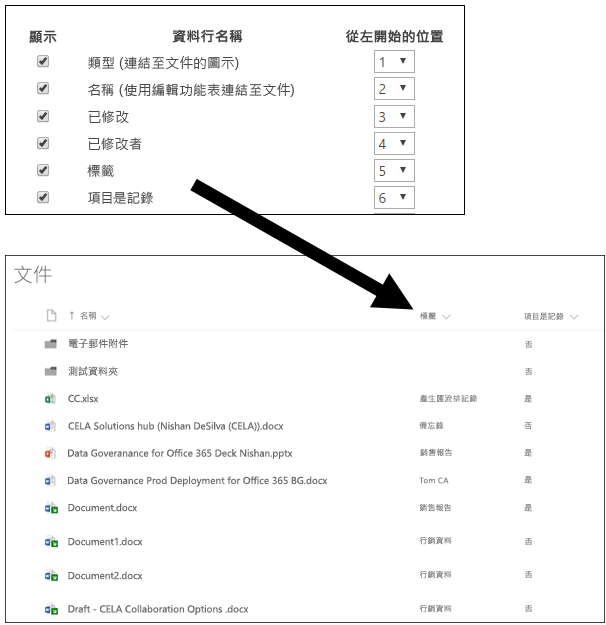 顯示 資料行名稱 從左開始的位置
類型 (連結至文件的圖示) 1
名稱 (使用編輯功能表連結至文件) 2
已修改 3
已修改者 4
標籤 5
項目是記錄 6
文件
名稱 標籤 項目是記錄
電子郵件附件 否
測試資料夾 否
CC.xlsx 產生匯流排記錄 是
CELA Solutions hub (Nishan DeSilva (CELA)).docx 備忘錄 否
Data Goveranance for Office 365 Deck Nishan.pptx 銷售報告 是
Data Governance Prod Deployment for Office 365 BG.docx Tom CA 是
Document.docx 銷售報告 是
Document1.docx 行銷資料 否
Document2.docx 行銷資料 否
Draft - CELA Collaboration Options .docx 行銷資料 否